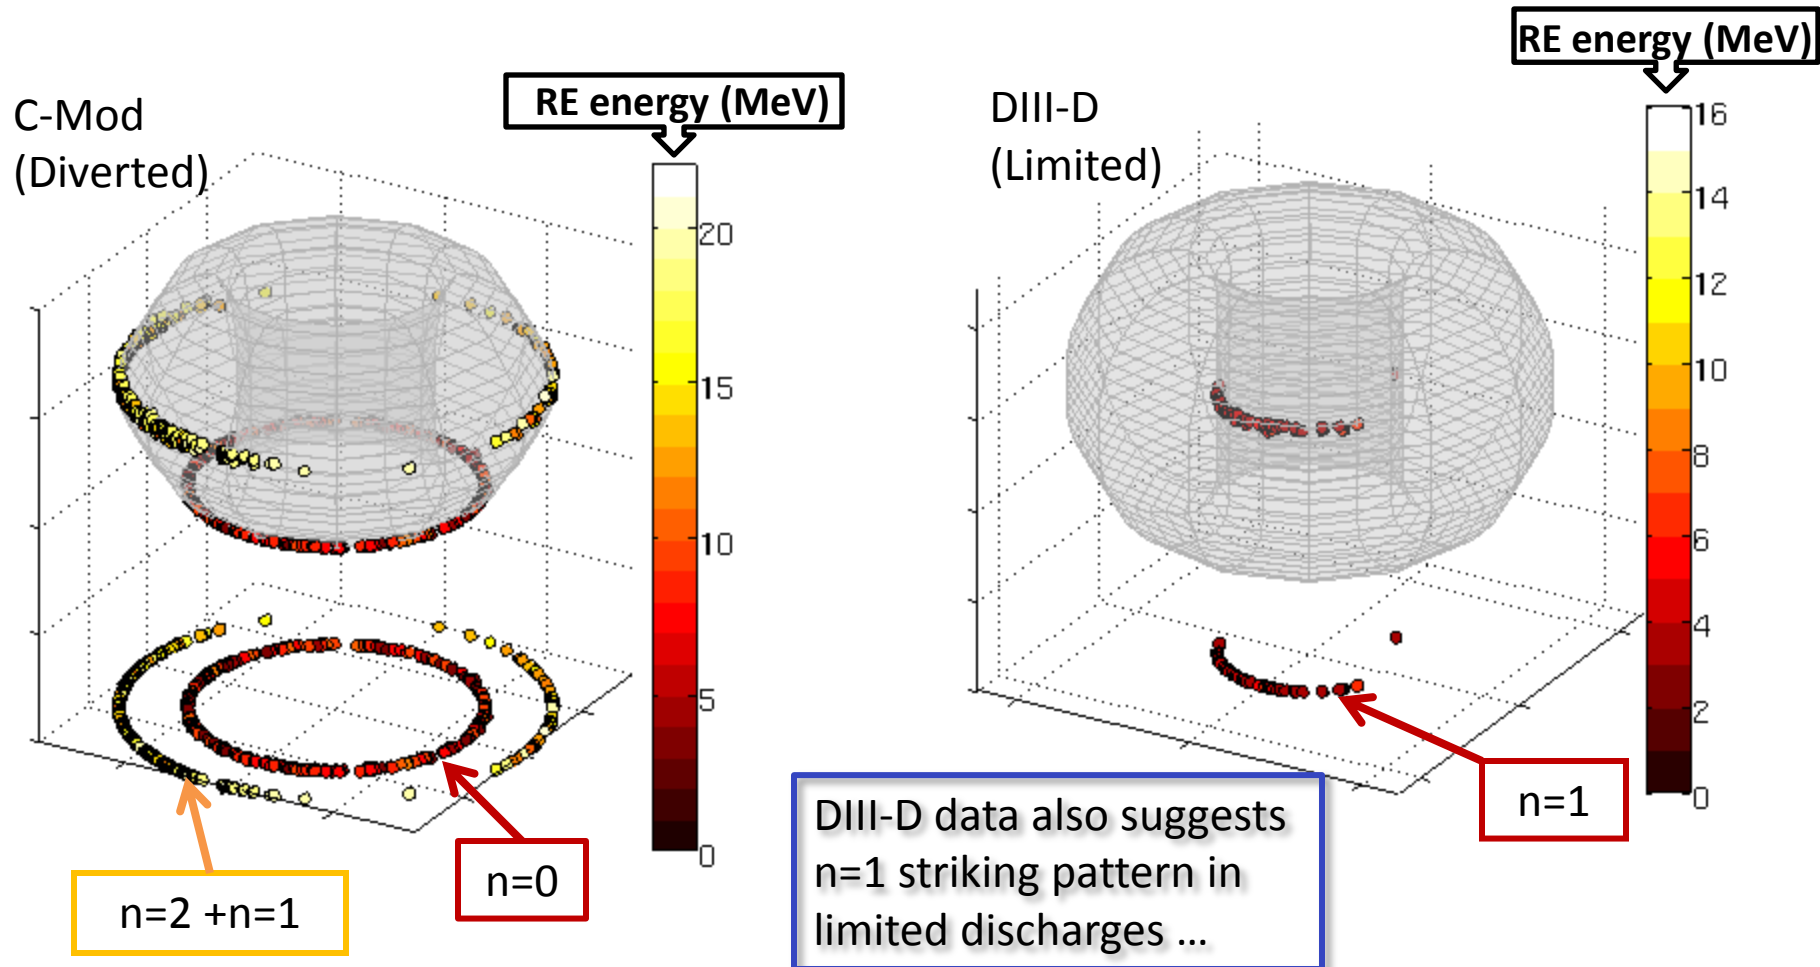 C-Mod
(Diverted)
RE energy (MeV)
20
15
10
5
0
n=2 +n=1
n=0
DIII-D
(Limited)
RE energy (MeV)
16
14
12
10
8
6
4
2
0
n=1
DIII-D data also suggests
n=1 striking pattern in
limited discharges ...